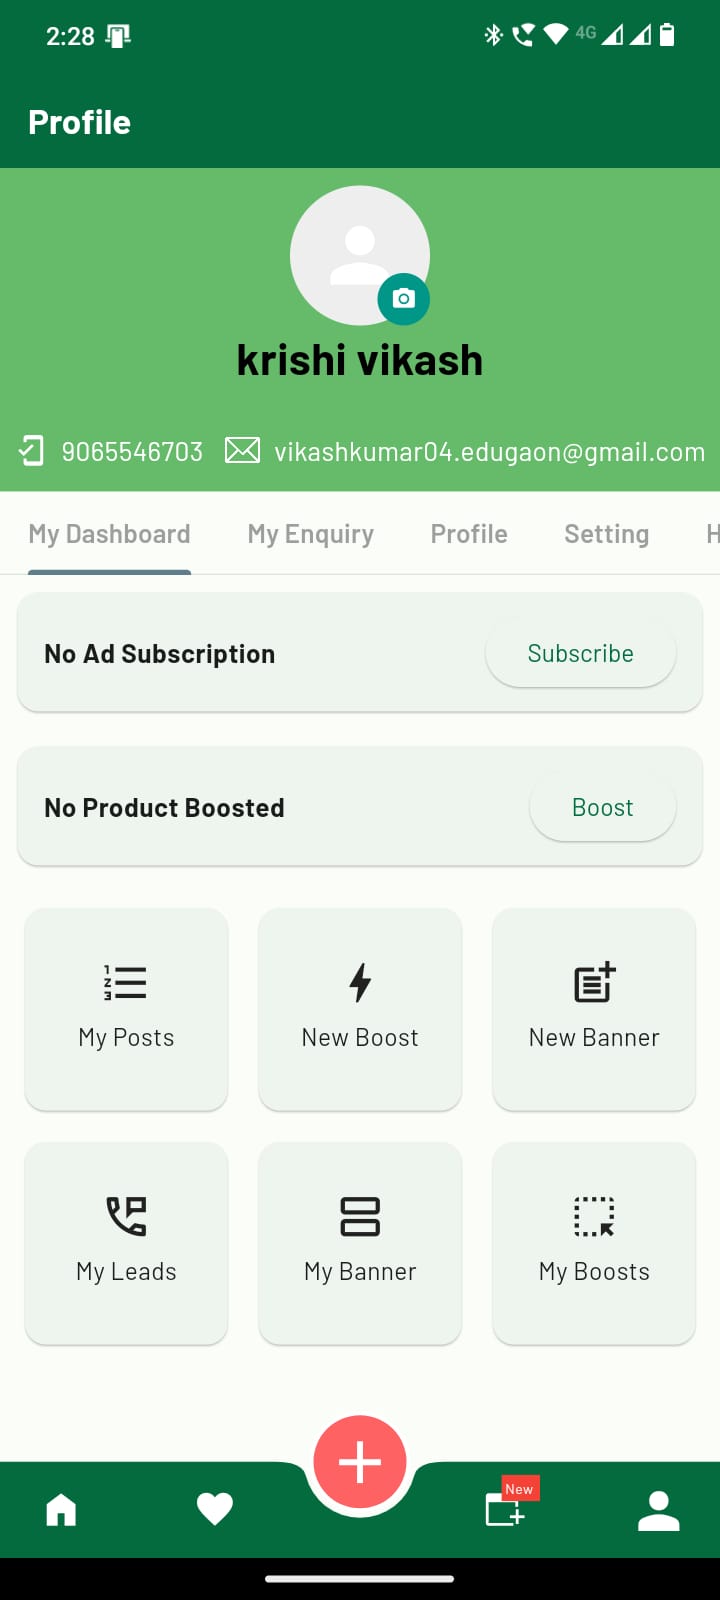 2:28 4G
Profile
krishi vikash
9065546703 vikashkumar04.edugaon@gmail.com
My Dashboard My Enquiry Profile Setting H
No Ad Subscription Subscribe
No Product Boosted Boost
My Posts New Boost New Banner
My Leads My Banner My Boosts
New